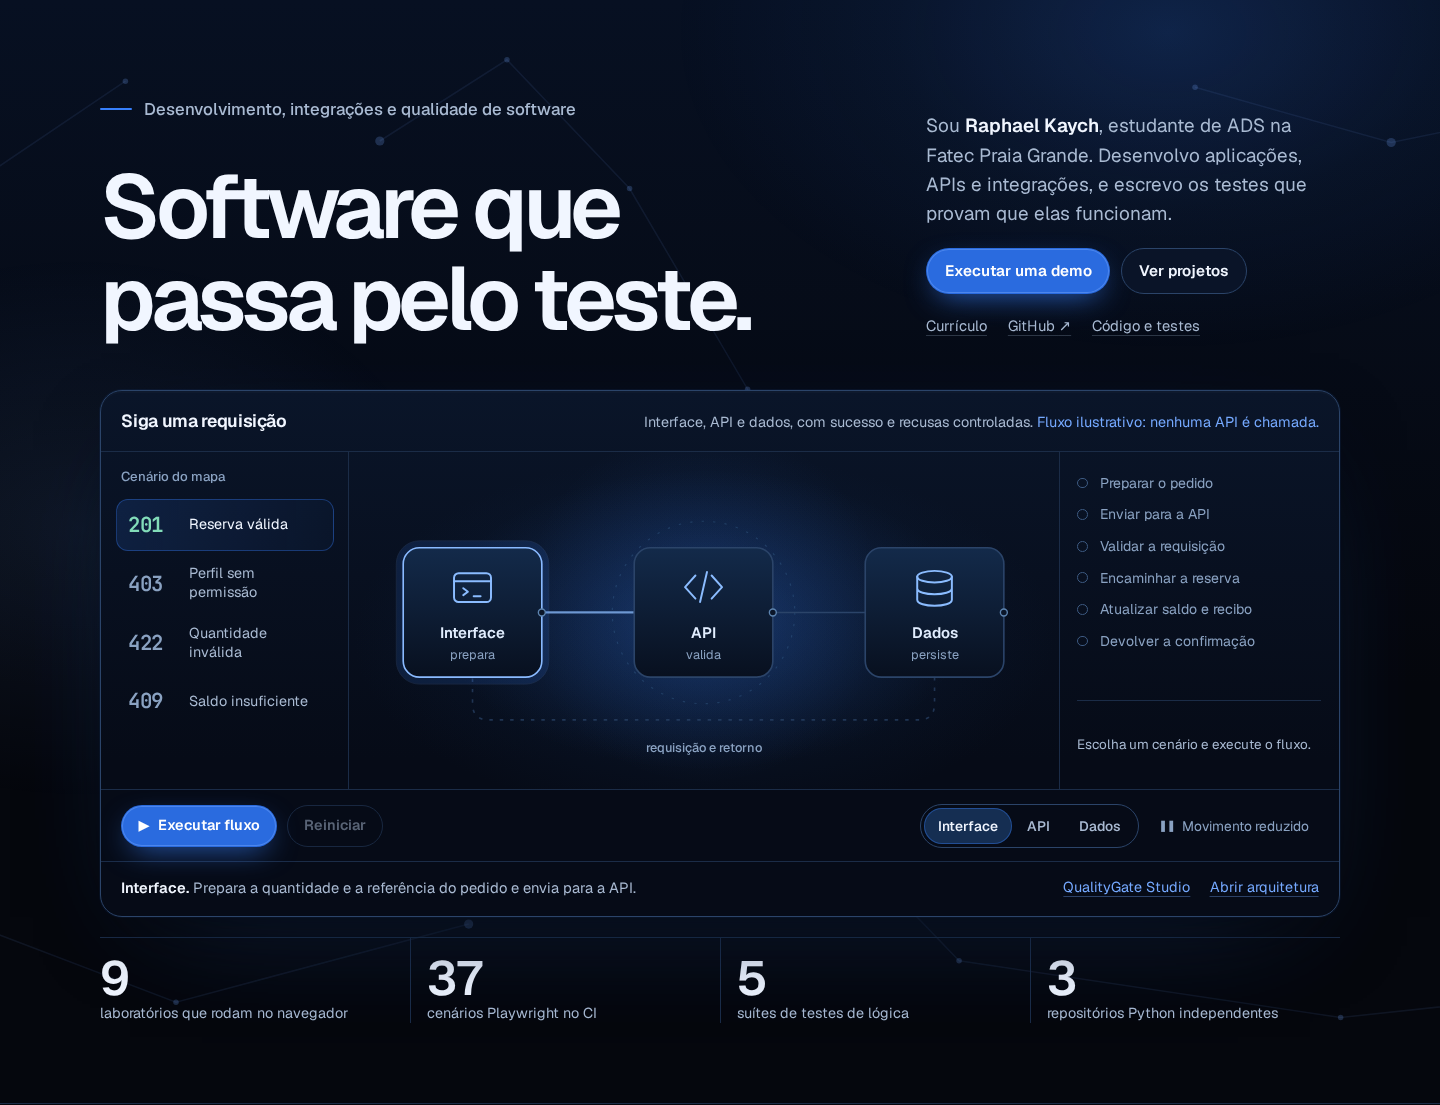 Desenvolvimento, integrações e qualidade de software
Software que
passa pelo teste.
Sou Raphael Kaych, estudante de ADS na
Fatec Praia Grande. Desenvolvo aplicações,
APIs e integrações, e escrevo os testes que
provam que elas funcionam.
Executar uma demo
Ver projetos
Currículo
GitHub ↗
Código e testes
Siga uma requisição
Interface, API e dados, com sucesso e recusas controladas. Fluxo ilustrativo: nenhuma API é chamada.
Cenário do mapa
201 Reserva válida
403 Perfil sem
permissão
422 Quantidade
inválida
409 Saldo insuficiente
Interface
prepara
API
valida
Dados
persiste
requisição e retorno
Preparar o pedido
Enviar para a API
Validar a requisição
Encaminhar a reserva
Atualizar saldo e recibo
Devolver a confirmação
Escolha um cenário e execute o fluxo.
Executar fluxo
Reiniciar
Interface
API
Dados
Movimento reduzido
Interface. Prepara a quantidade e a referência do pedido e envia para a API.
QualityGate Studio
Abrir arquitetura
9
laboratórios que rodam no navegador
37
cenários Playwright no CI
5
suítes de testes de lógica
3
repositórios Python independentes